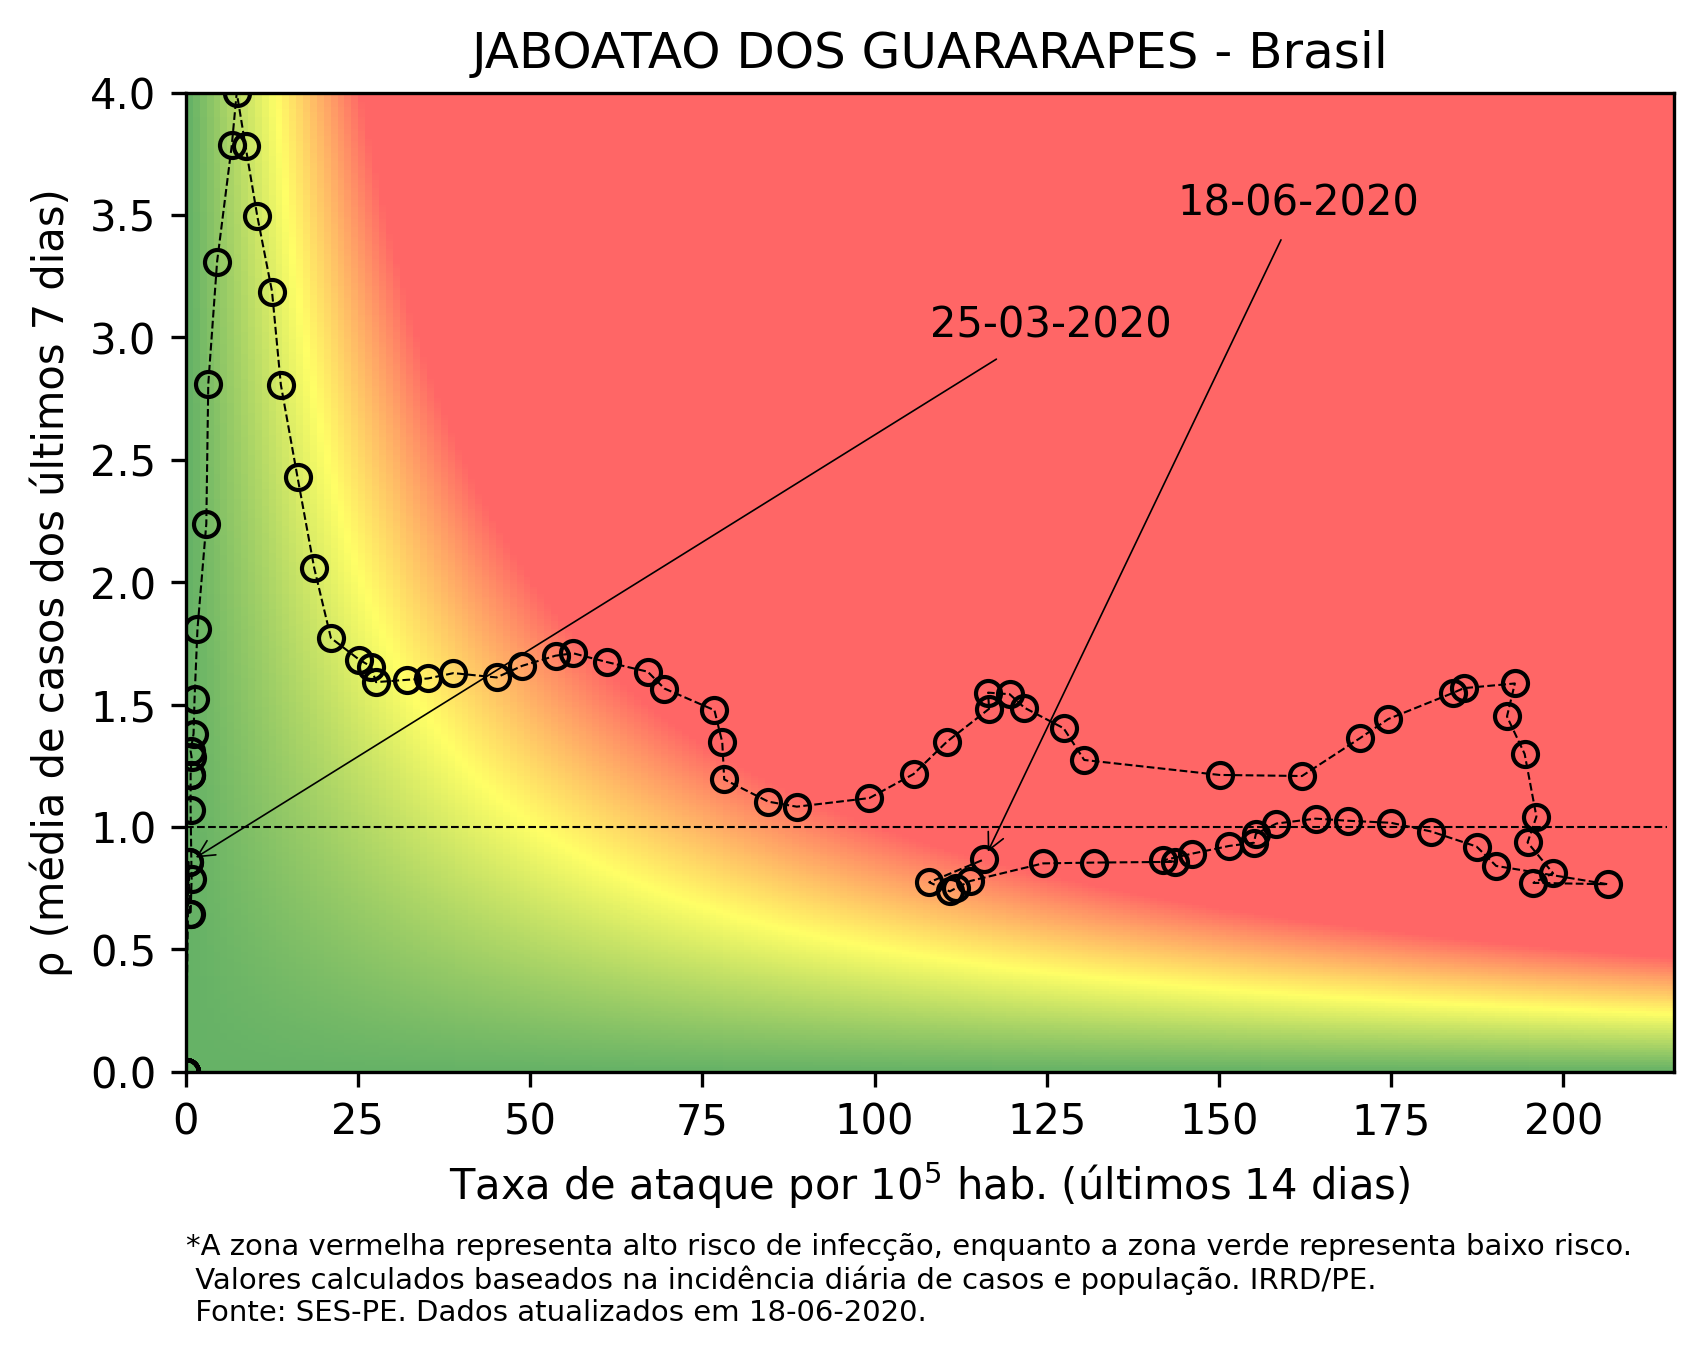 JABOATAO DOS GUARARAPES - Brasil
4.0
3.5
3.0
2.5
2.0
1.5
1.0
0.5
0.0
ρ (média de casos dos últimos 7 dias)
18-06-2020
25-03-2020
0 25 50 75 100 125 150 175 200
Taxa de ataque por 10⁵ hab. (últimos 14 dias)
*A zona vermelha representa alto risco de infecção, enquanto a zona verde representa baixo risco.
Valores calculados baseados na incidência diária de casos e população. IRRD/PE.
Fonte: SES-PE. Dados atualizados em 18-06-2020.